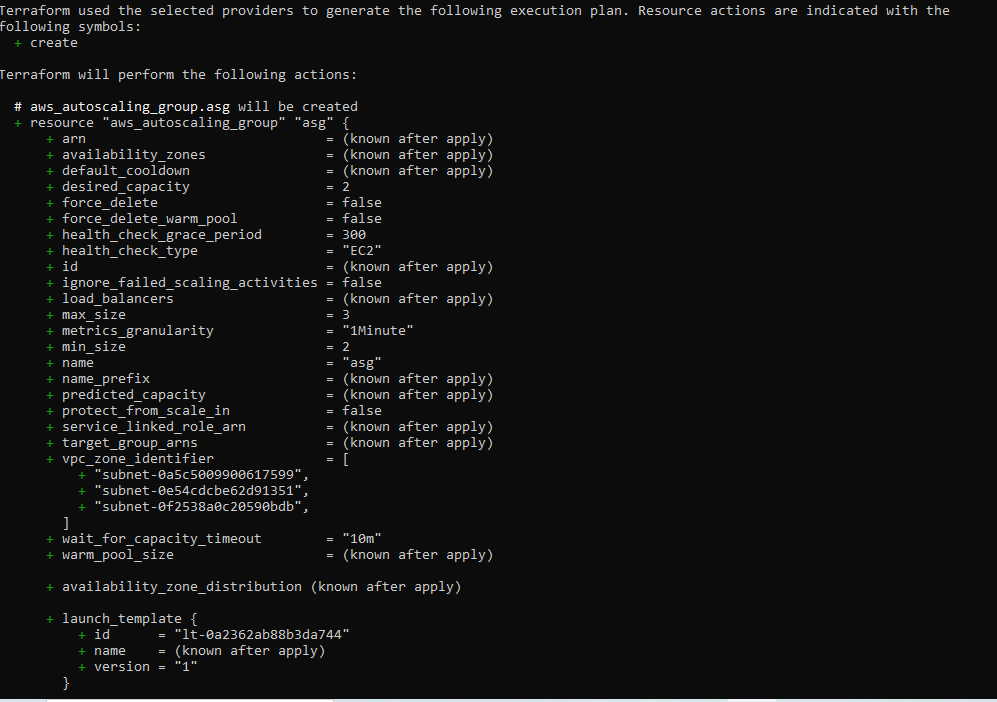 Terraform used the selected providers to generate the following execution plan. Resource actions are indicated with the
following symbols:
  + create

Terraform will perform the following actions:

  # aws_autoscaling_group.asg will be created
  + resource "aws_autoscaling_group" "asg" {
      + arn                              = (known after apply)
      + availability_zones               = (known after apply)
      + default_cooldown                 = (known after apply)
      + desired_capacity                 = 2
      + force_delete                     = false
      + force_delete_warm_pool           = false
      + health_check_grace_period        = 300
      + health_check_type                = "EC2"
      + id                               = (known after apply)
      + ignore_failed_scaling_activities = false
      + load_balancers                   = (known after apply)
      + max_size                         = 3
      + metrics_granularity              = "1Minute"
      + min_size                         = 2
      + name                             = "asg"
      + name_prefix                      = (known after apply)
      + predicted_capacity               = (known after apply)
      + protect_from_scale_in            = false
      + service_linked_role_arn          = (known after apply)
      + target_group_arns                = (known after apply)
      + vpc_zone_identifier              = [
          + "subnet-0a5c5009900617599",
          + "subnet-0e54cdcbe62d91351",
          + "subnet-0f2538a0c20590bdb",
        ]
      + wait_for_capacity_timeout        = "10m"
      + warm_pool_size                   = (known after apply)

      + availability_zone_distribution (known after apply)

      + launch_template {
          + id      = "lt-0a2362ab88b3da744"
          + name    = (known after apply)
          + version = "1"
        }